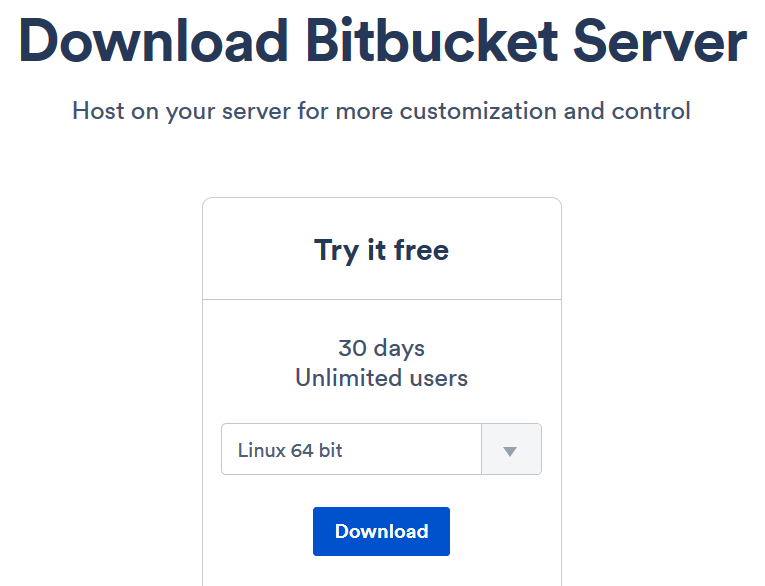 Download Bitbucket Server
Host on your server for more customization and control
Try it free
30 days
Unlimited users
Linux 64 bit
Download